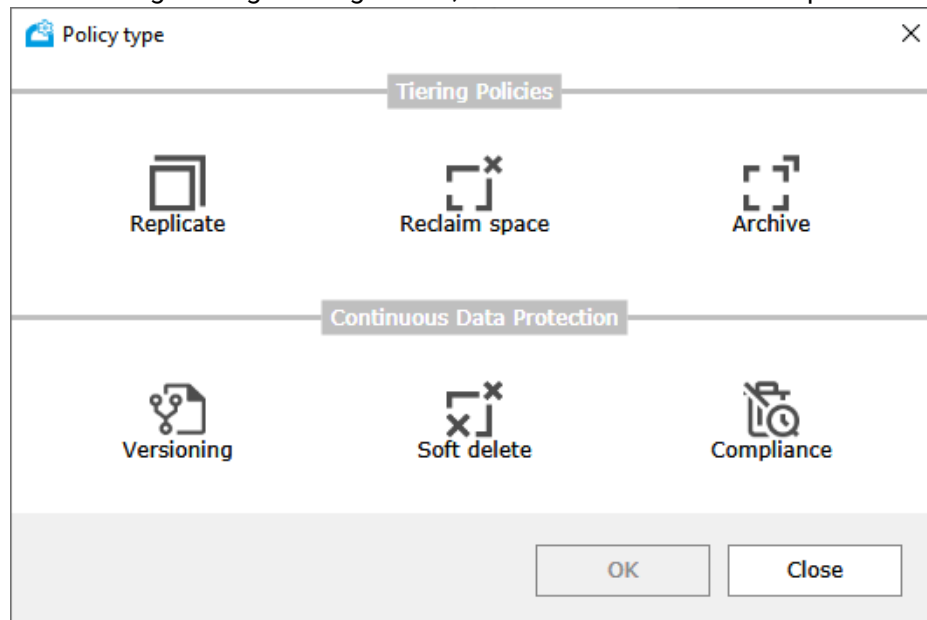 Policy type
Tiering Policies
Replicate
Reclaim space
Archive
Continuous Data Protection
Versioning
Soft delete
Compliance
OK
Close